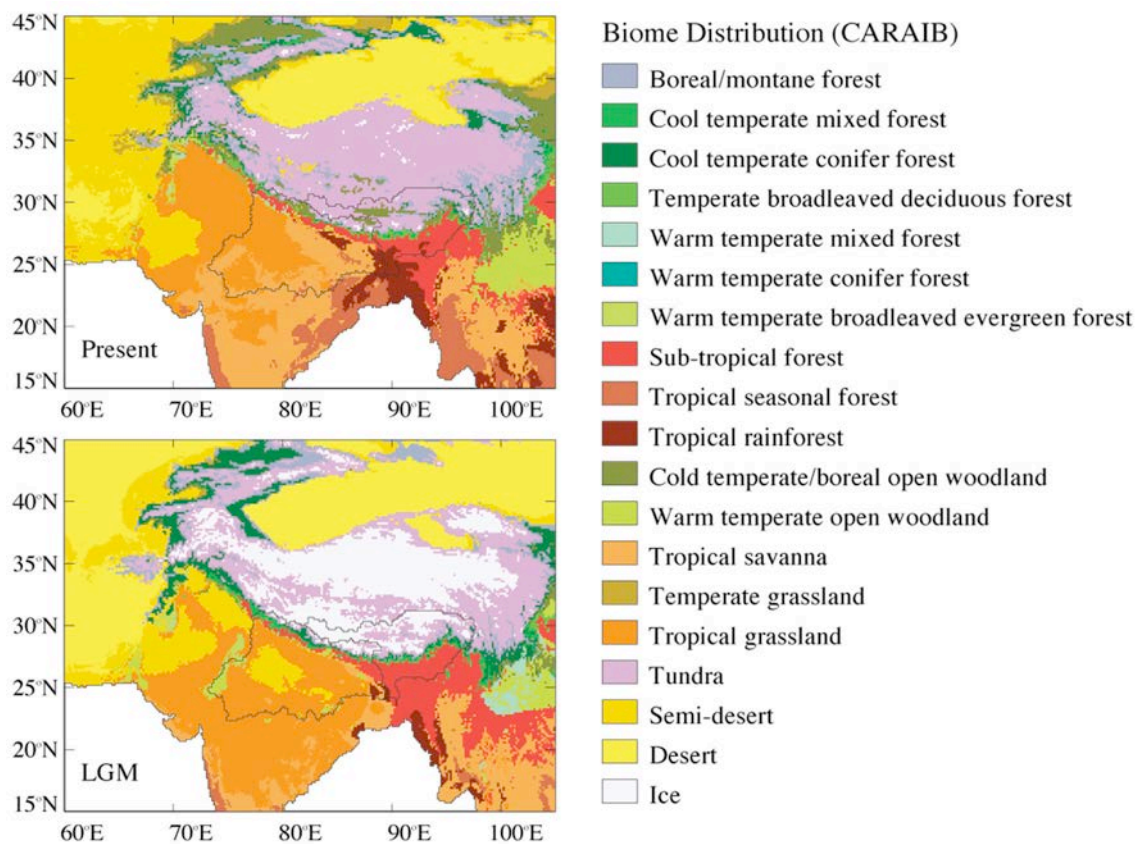 45°N
40°N
35°N
30°N
25°N
20°N
15°N
Present
60°E 70°E 80°E 90°E 100°E
45°N
40°N
35°N
30°N
25°N
20°N
15°N
LGM
60°E 70°E 80°E 90°E 100°E
Biome Distribution (CARAIB)
Boreal/montane forest
Cool temperate mixed forest
Cool temperate conifer forest
Temperate broadleaved deciduous forest
Warm temperate mixed forest
Warm temperate conifer forest
Warm temperate broadleaved evergreen forest
Sub-tropical forest
Tropical seasonal forest
Tropical rainforest
Cold temperate/boreal open woodland
Warm temperate open woodland
Tropical savanna
Temperate grassland
Tropical grassland
Tundra
Semi-desert
Desert
Ice